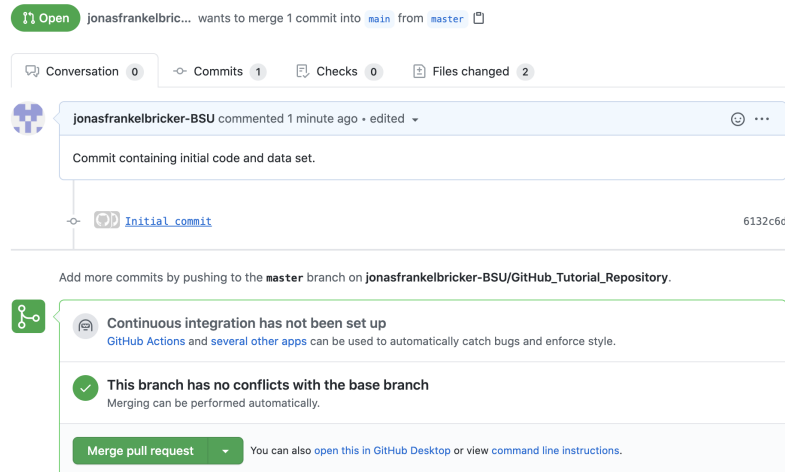 Open jonasfrankelbric... wants to merge 1 commit into main from master
Conversation 0 Commits 1 Checks 0 Files changed 2
jonasfrankelbricker-BSU commented 1 minute ago • edited
Commit containing initial code and data set.
Initial commit 6132c6d
Add more commits by pushing to the master branch on jonasfrankelbricker-BSU/GitHub_Tutorial_Repository.
Continuous integration has not been set up
GitHub Actions and several other apps can be used to automatically catch bugs and enforce style.
This branch has no conflicts with the base branch
Merging can be performed automatically.
Merge pull request You can also open this in GitHub Desktop or view command line instructions.